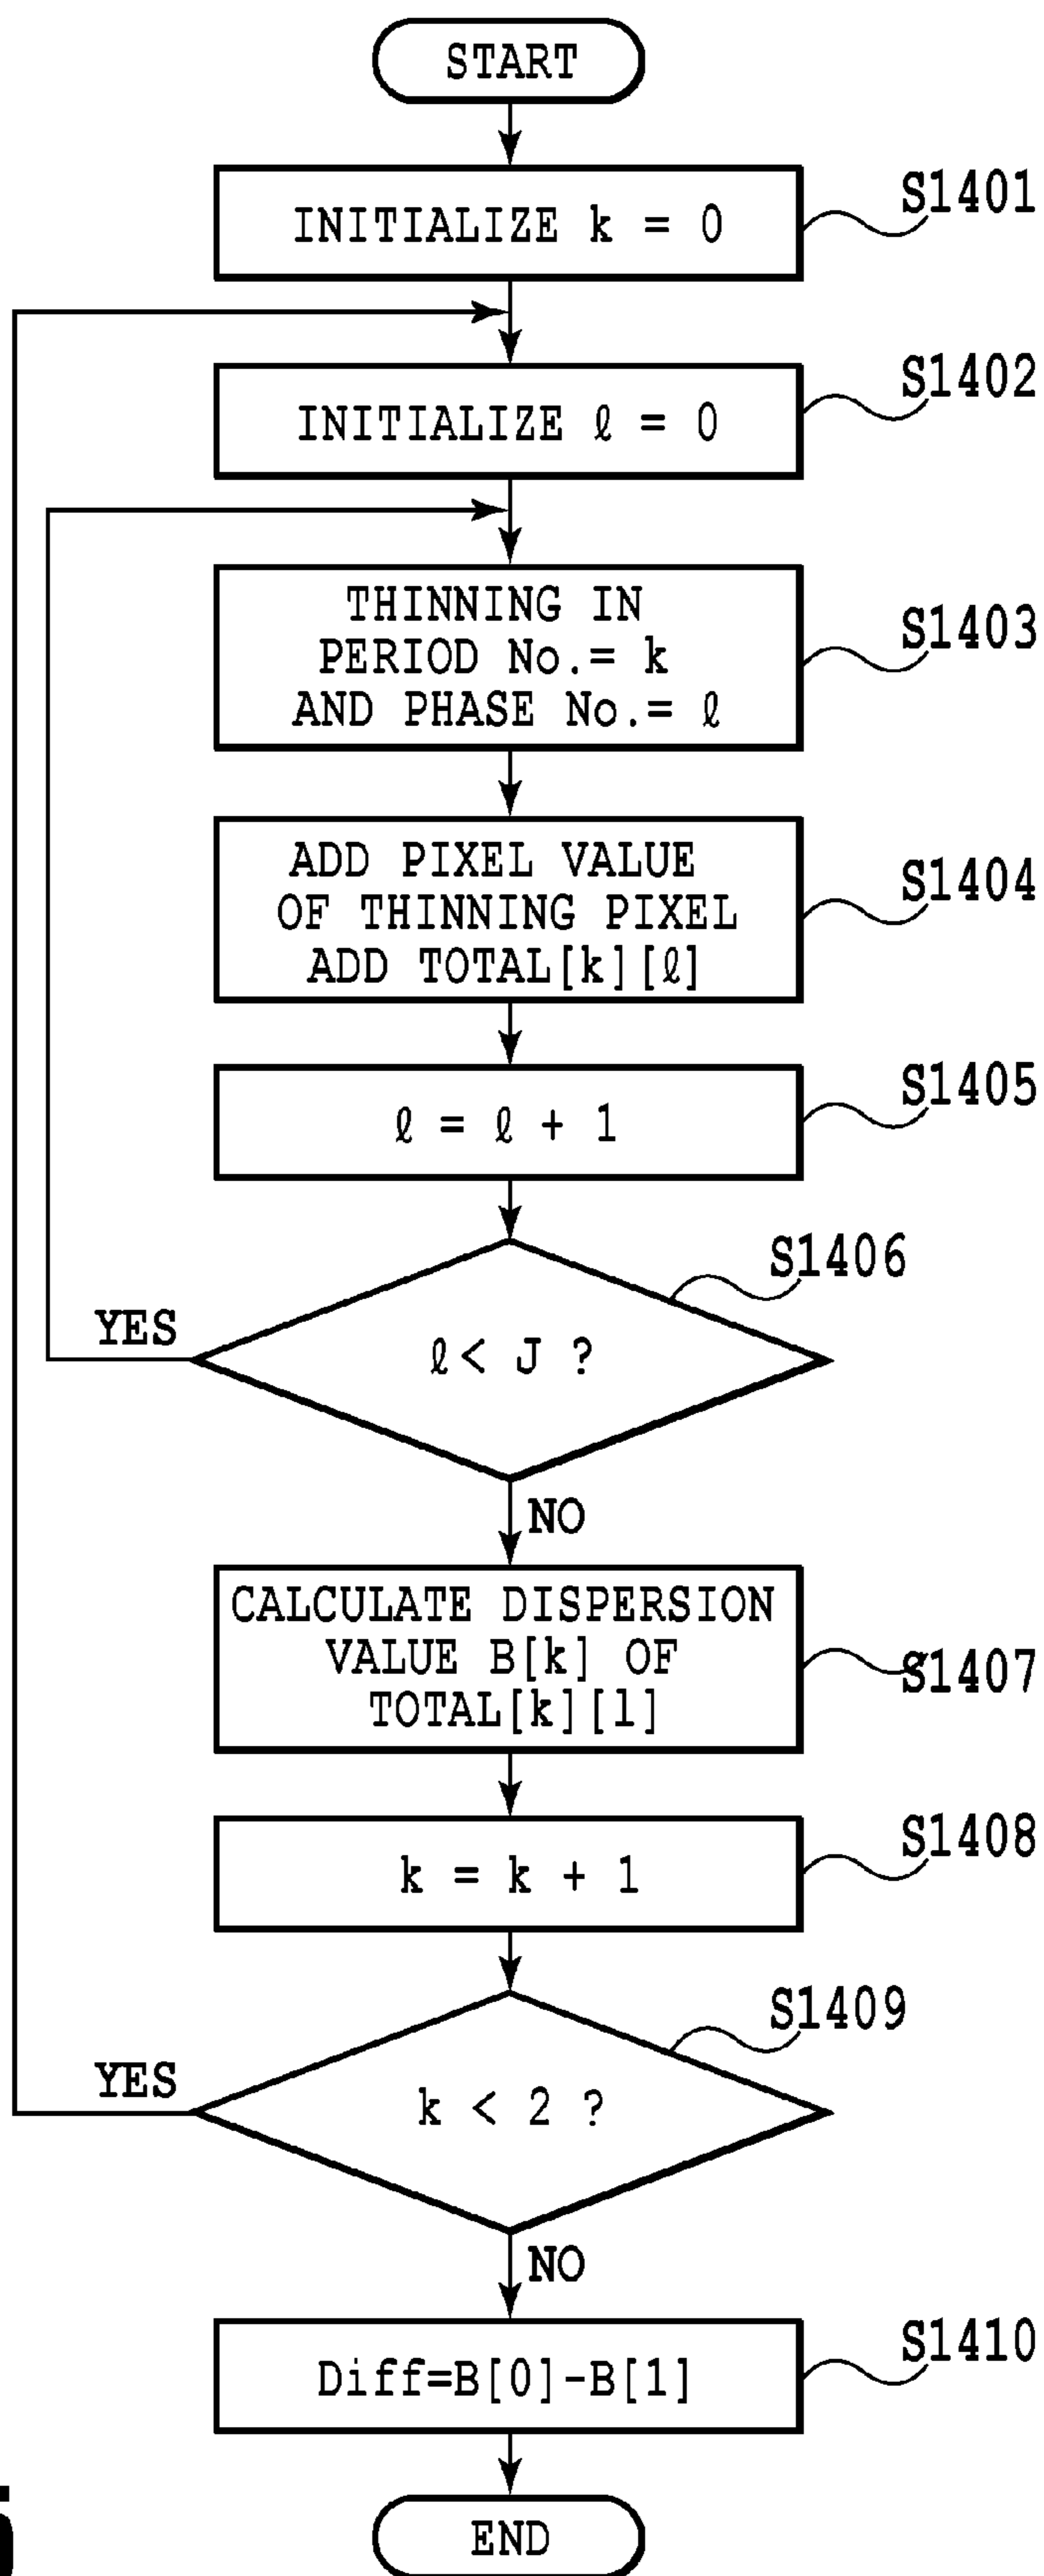 START
INITIALIZE k = 0
S1401
INITIALIZE ℓ = 0
S1402
THINNING IN
PERIOD No.= k
AND PHASE No.= ℓ
S1403
ADD PIXEL VALUE
OF THINNING PIXEL
ADD TOTAL[k][ℓ]
S1404
ℓ = ℓ + 1
S1405
S1406
YES
ℓ< J ?
NO
CALCULATE DISPERSION
VALUE B[k] OF
TOTAL[k][l]
S1407
k = k + 1
S1408
S1409
YES
k < 2 ?
NO
Diff=B[0]-B[1]
S1410
END